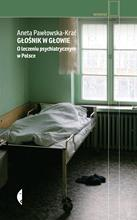 Aneta Pawłowska-Krać
GŁOŚNIK W GŁOWIE
O leczeniu psychiatrycznym
w Polsce